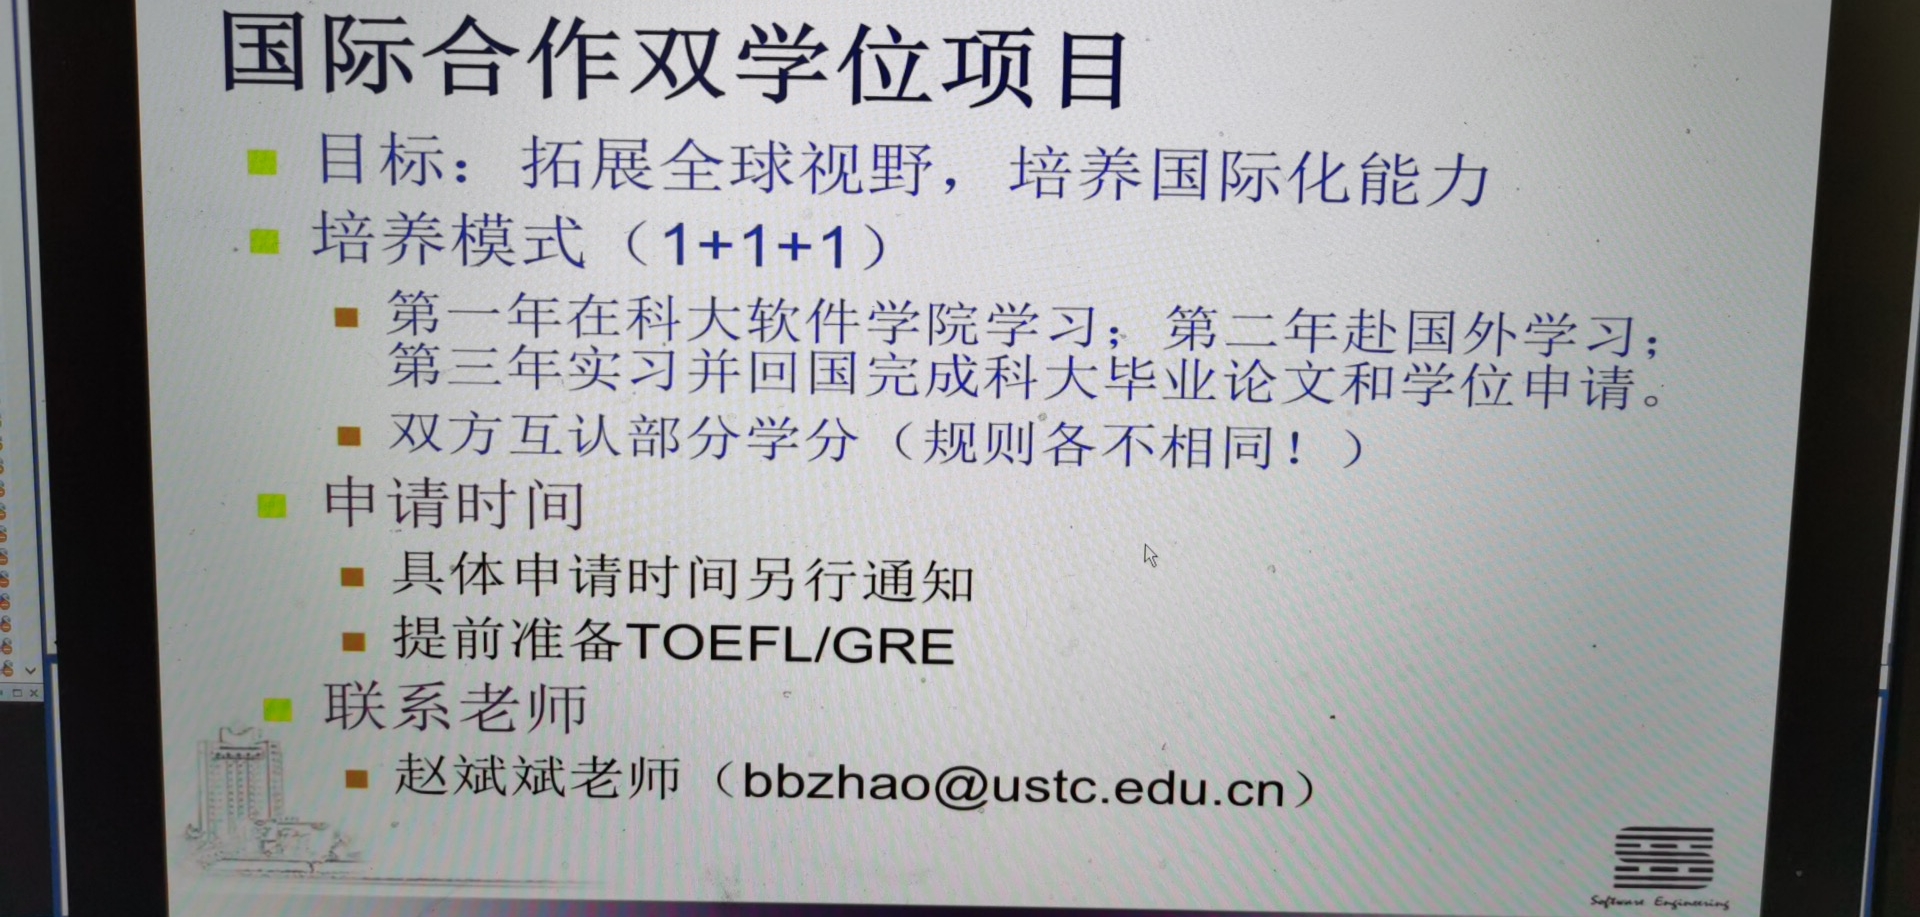 国际合作双学位项目
目标：拓展全球视野，培养国际化能力
培养模式（1+1+1）
第一年在科大软件学院学习；第二年赴国外学习；
第三年实习并回国完成科大毕业论文和学位申请。
双方互认部分学分（规则各不相同！）
申请时间
具体申请时间另行通知
提前准备TOEFL/GRE
联系老师
赵斌斌老师（bbzhao@ustc.edu.cn）
Software Engineering